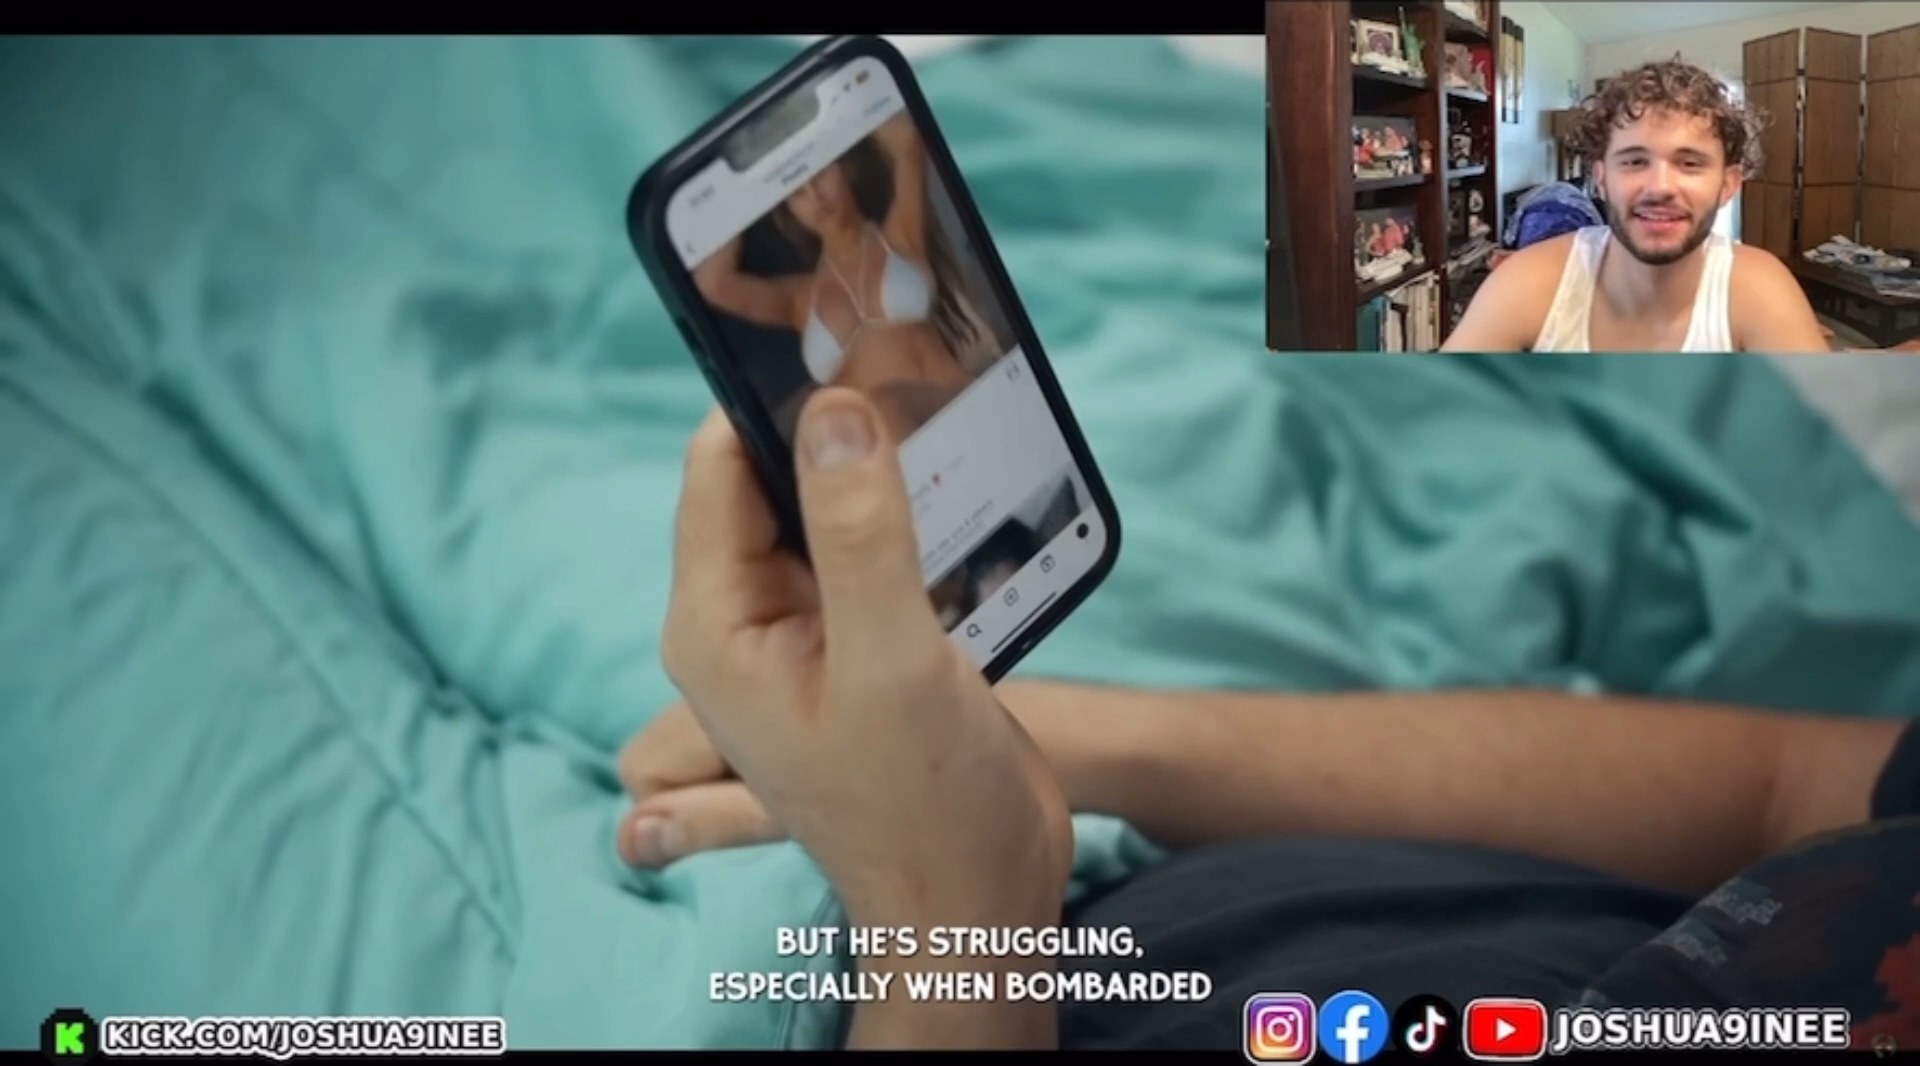 BUT HE'S STRUGGLING,
ESPECIALLY WHEN BOMBARDED
K KICK.COM/JOSHUA9INEE
JOSHUA9INEE